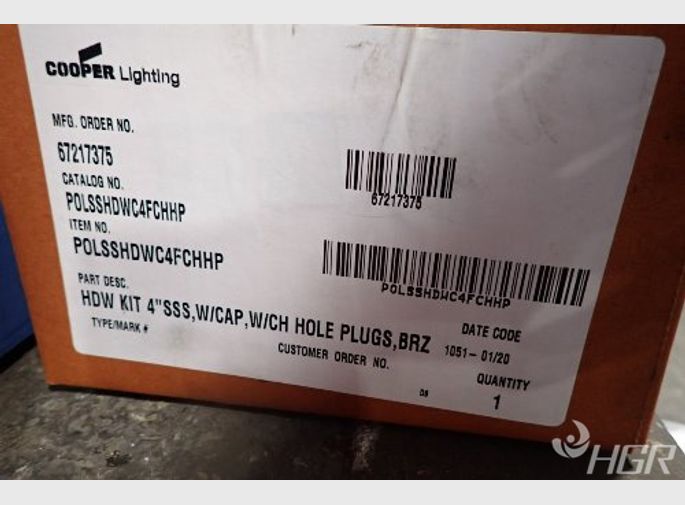 COOPER Lighting
MFG. ORDER NO.
67217375
67217375
CATALOG NO.
POLSSHDWC4FCHHP
ITEM NO.
POLSSHDWC4FCHHP
POLSSHDWC4FCHHP
PART DESC.
HDW KIT 4"SSS,W/CAP,W/CH HOLE PLUGS,BRZ
TYPE/MARK #
CUSTOMER ORDER NO.
DATE CODE
1051- 01/20
QUANTITY
1
HGR